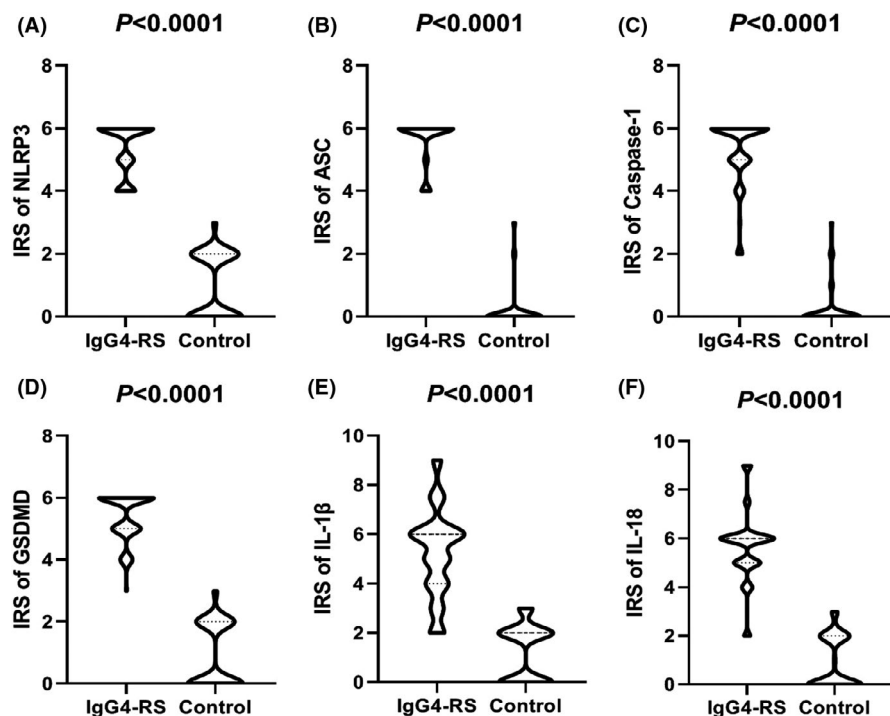 (A) P<0.0001
IRS of NLRP3
8
6
4
2
0
IgG4-RS Control
(B) P<0.0001
IRS of ASC
8
6
4
2
0
IgG4-RS Control
(C) P<0.0001
IRS of Caspase-1
8
6
4
2
0
IgG4-RS Control
(D) P<0.0001
IRS of GSDMD
8
6
4
2
0
IgG4-RS Control
(E) P<0.0001
IRS of IL-1β
10
8
6
4
2
0
IgG4-RS Control
(F) P<0.0001
IRS of IL-18
10
8
6
4
2
0
IgG4-RS Control